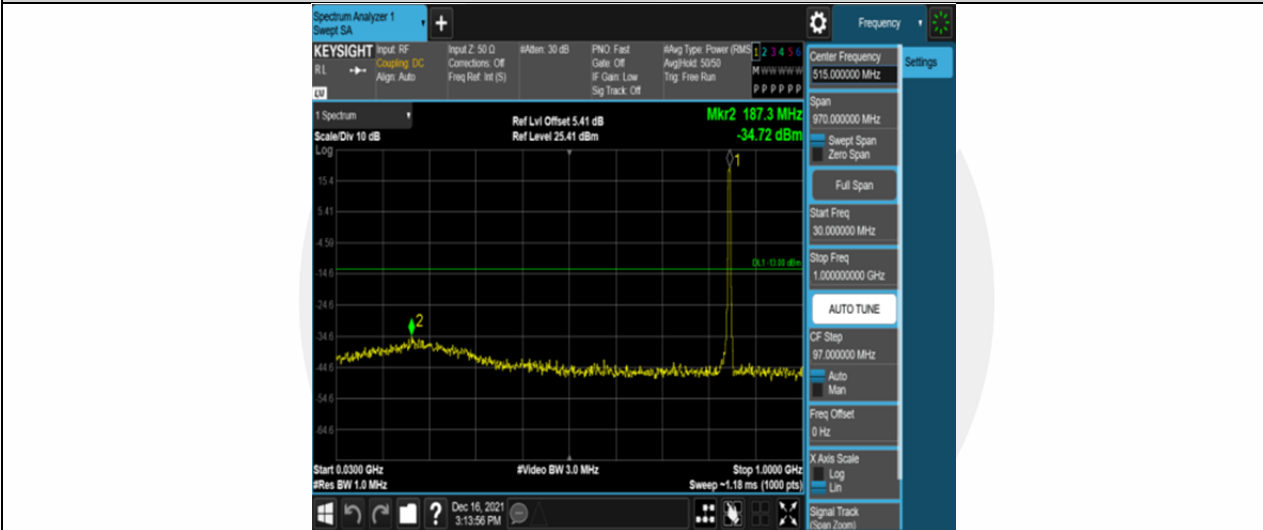 Spectrum Analyzer 1
Swept SA
+
Frequency
KEYSIGHT
RL
LV
Input: RF
Coupling: DC
Align: Auto
Input Z: 50 Ω
Corrections: Off
Freq Ref: Int (S)
#Atten: 30 dB
PNO: Fast
Gate: Off
IF Gain: Low
Sig Track: Off
#Avg Type: Power (RMS
Avg|Hold: 50/50
Trig: Free Run
1 2 3 4 5 6
M W W W W W
P P P P P P
1 Spectrum
Scale/Div 10 dB
Log
Ref Lvl Offset 5.41 dB
Ref Level 25.41 dBm
Mkr2 187.3 MHz
-34.72 dBm
1
15.4
5.41
-4.59
DL1 -13.00 dBm
-14.6
-24.6
2
-34.6
-44.6
-54.6
-64.6
Start 0.0300 GHz
#Res BW 1.0 MHz
#Video BW 3.0 MHz
Stop 1.0000 GHz
Sweep ~1.18 ms (1000 pts)
?
Dec 16, 2021
3:13:56 PM
Center Frequency
515.000000 MHz
Span
970.000000 MHz
Swept Span
Zero Span
Full Span
Start Freq
30.000000 MHz
Stop Freq
1.000000000 GHz
AUTO TUNE
CF Step
97.000000 MHz
Auto
Man
Freq Offset
0 Hz
X Axis Scale
Log
Lin
Signal Track
(Span Zoom)
Settings